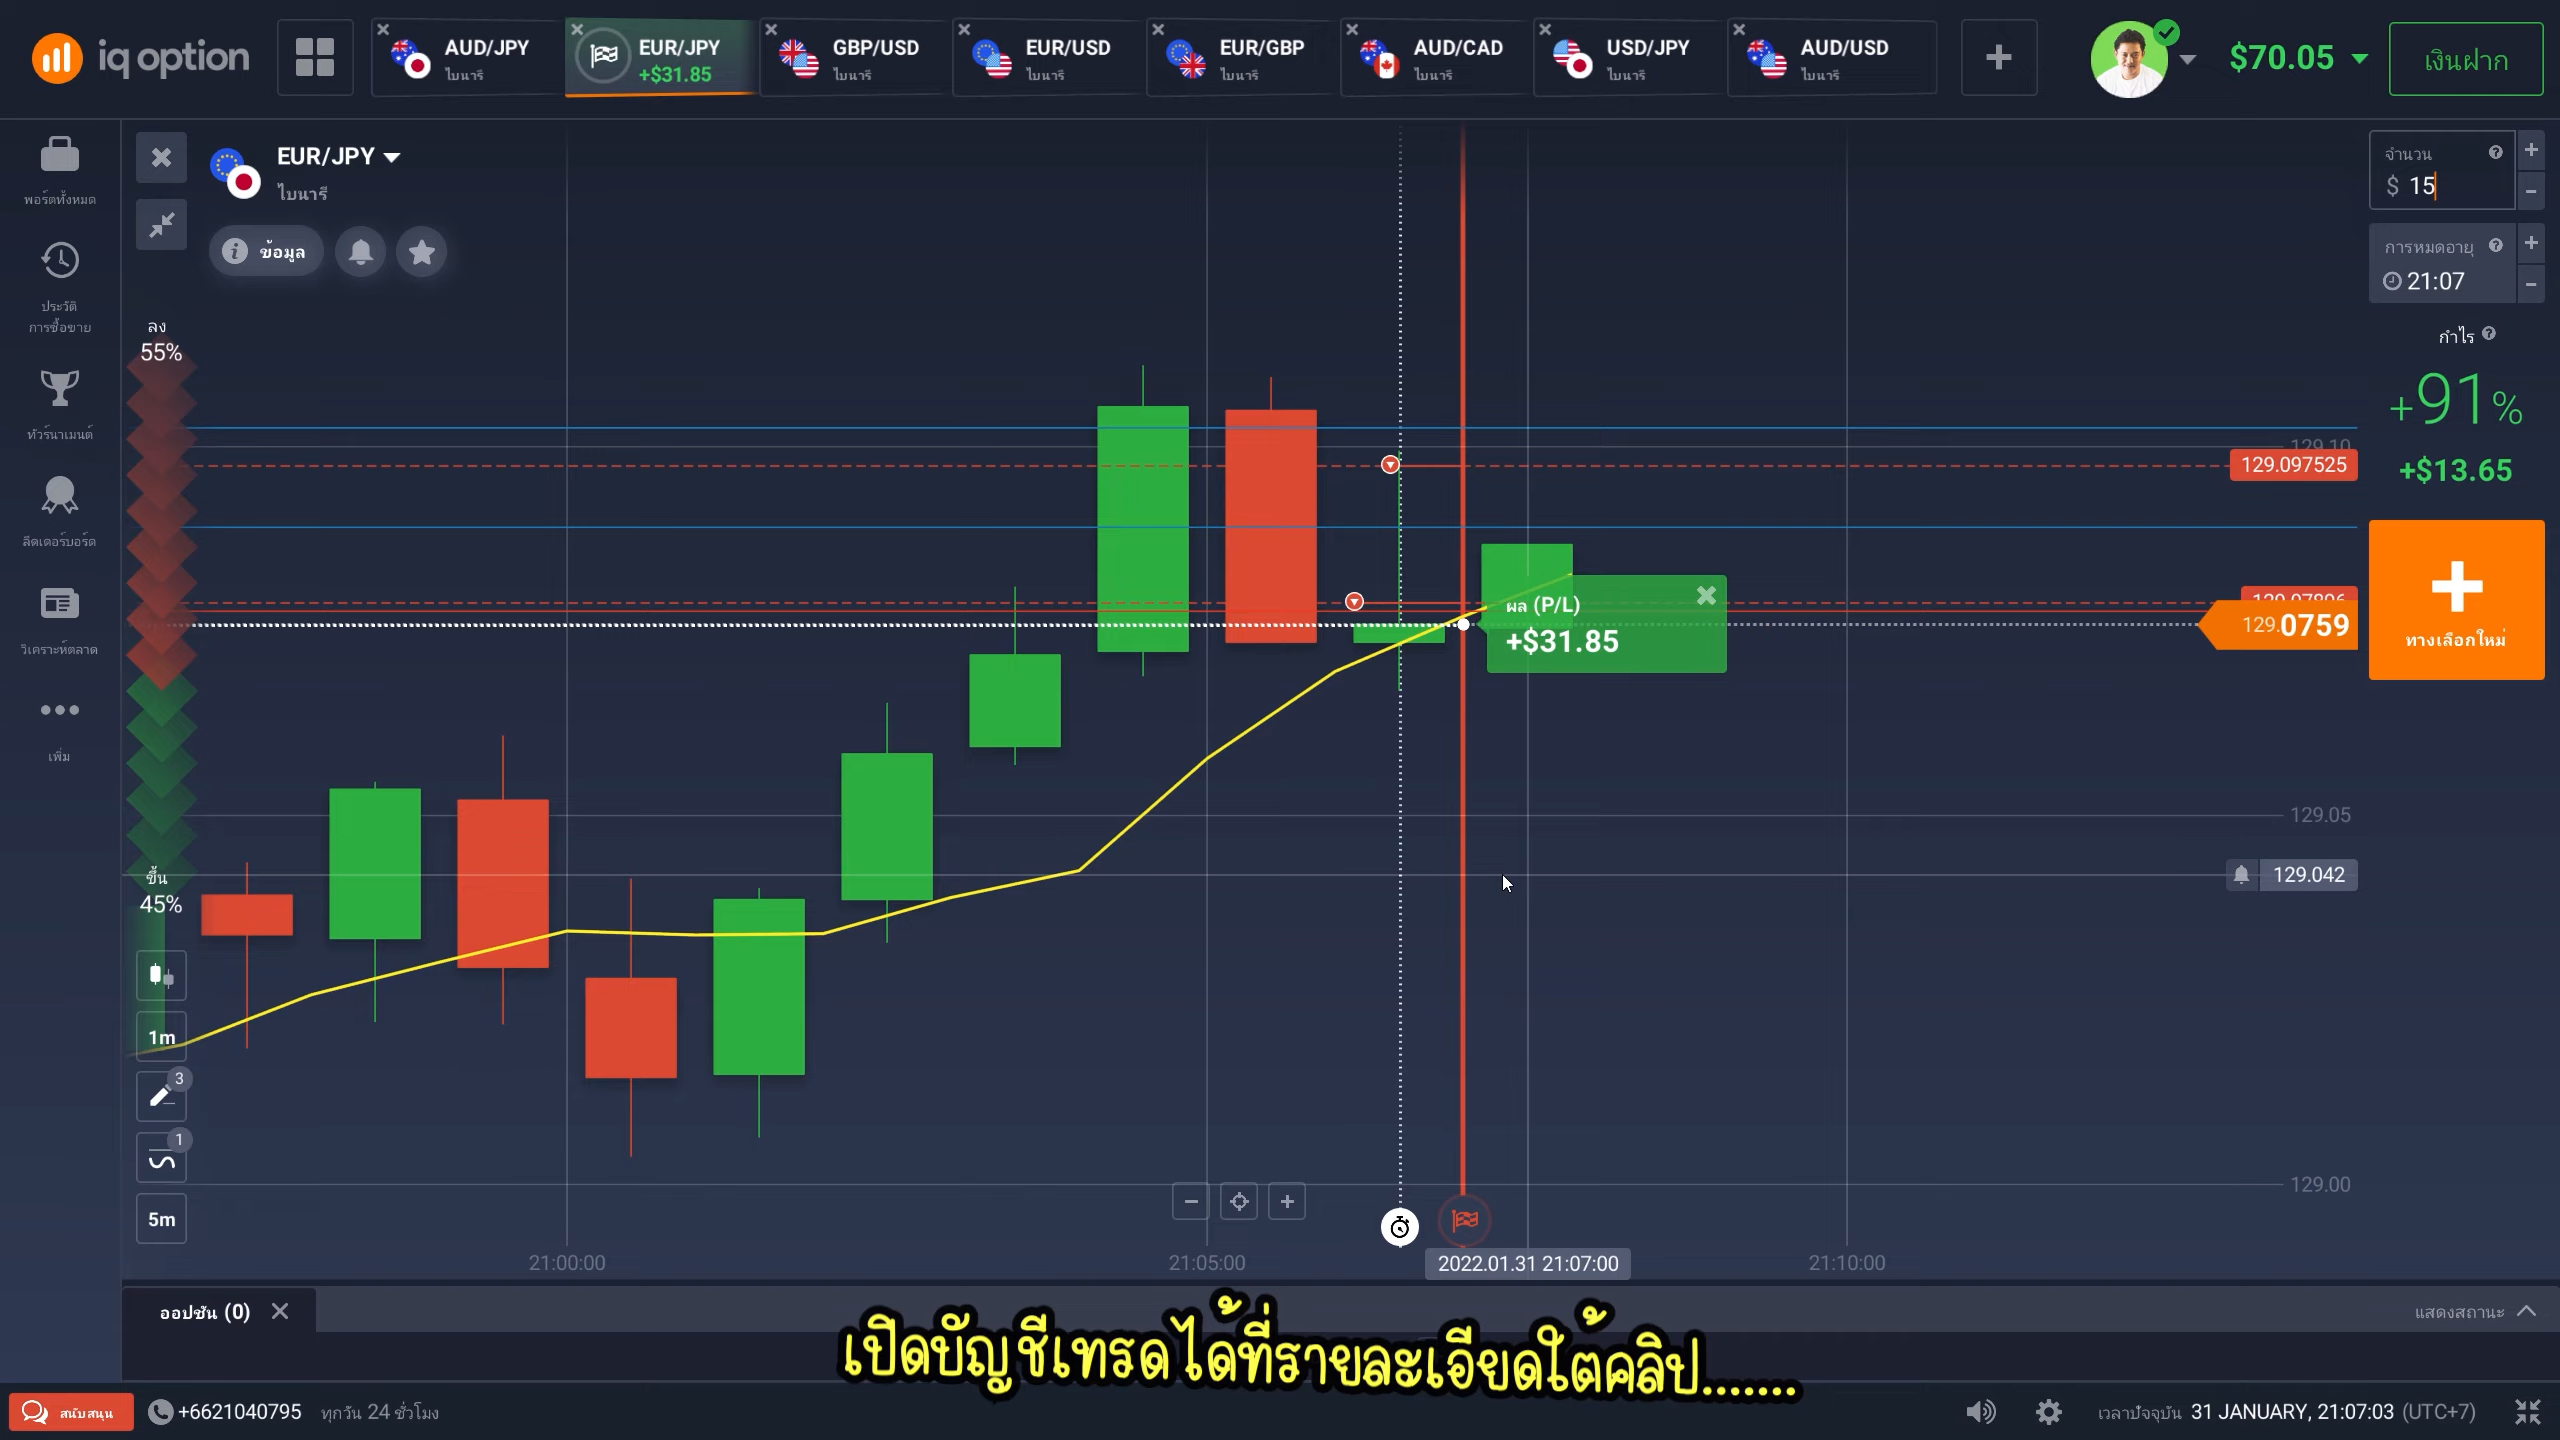 iq option
AUD/JPY
ไบนารี
EUR/JPY
+$31.85
GBP/USD
ไบนารี
EUR/USD
ไบนารี
EUR/GBP
ไบนารี
AUD/CAD
ไบนารี
USD/JPY
ไบนารี
AUD/USD
ไบนารี
$70.05
เงินฝาก
พอร์ตทั้งหมด
ประวัติ
การซื้อขาย
ทัวร์นาเมนต์
ลีดเดอร์บอร์ด
วิเคราะห์ตลาด
เพิ่ม
EUR/JPY
ไบนารี
ข้อมูล
ลง
55%
ขึ้น
45%
1m
3
1
5m
จำนวน
$ 15
การหมดอายุ
21:07
กำไร
+91%
+$13.65
ทางเลือกใหม่
129.10
129.097525
129.0759
129.05
129.042
129.00
ผล (P/L)
+$31.85
21:00:00
21:05:00
2022.01.31 21:07:00
21:10:00
ออปชัน (0)
แสดงสถานะ
เปิดบัญชีเทรดได้ที่รายละเอียดใต้คลิป.......
สนับสนุน
+6621040795
ทุกวัน 24 ชั่วโมง
เวลาปัจจุบัน 31 JANUARY, 21:07:03 (UTC+7)